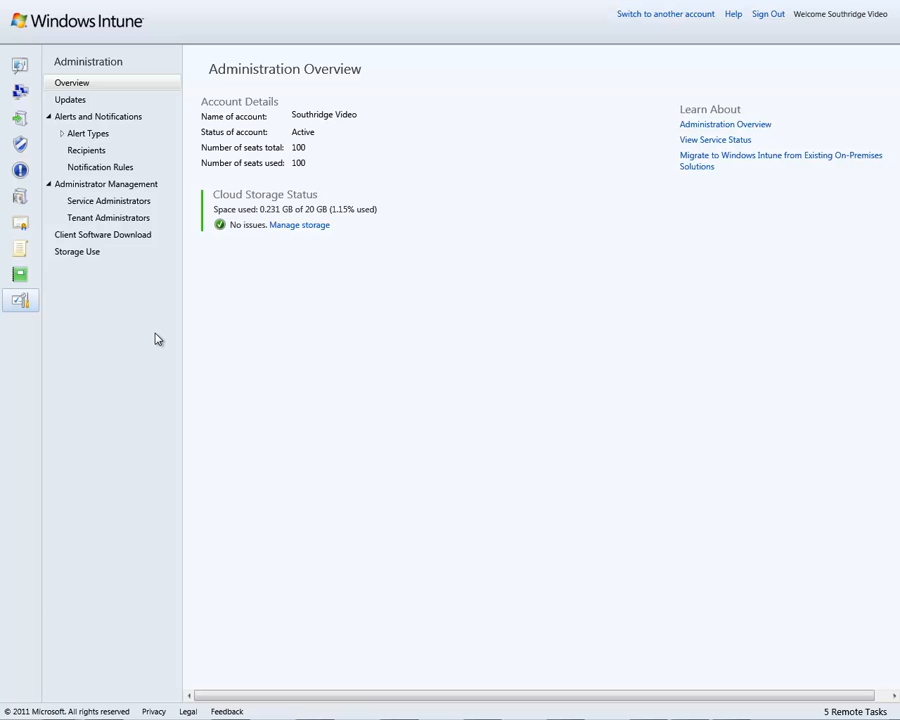 Windows Intune
Switch to another account Help Sign Out Welcome Southridge Video
Administration
Overview
Updates
Alerts and Notifications
Alert Types
Recipients
Notification Rules
Administrator Management
Service Administrators
Tenant Administrators
Client Software Download
Storage Use
Administration Overview
Account Details
Name of account: Southridge Video
Status of account: Active
Number of seats total: 100
Number of seats used: 100
Cloud Storage Status
Space used: 0.231 GB of 20 GB (1.15% used)
No issues. Manage storage
Learn About
Administration Overview
View Service Status
Migrate to Windows Intune from Existing On-Premises
Solutions
© 2011 Microsoft. All rights reserved Privacy Legal Feedback
5 Remote Tasks